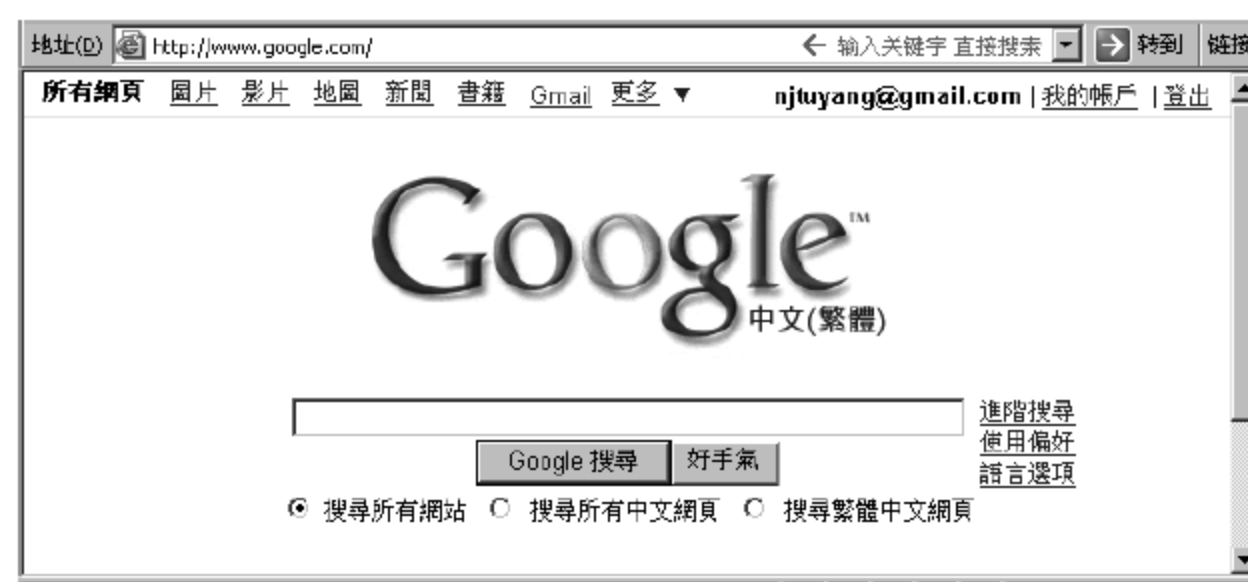 地址(D) http://www.google.com/ ← 输入关键字 直接搜索 转到 链接
所有網頁 圖片 影片 地圖 新聞 書籍 Gmail 更多 ▼ njtuyang@gmail.com | 我的帳戶 | 登出
Google™
中文(繁體)
進階搜尋
使用偏好
Google 搜尋 好手氣
語言選項
搜尋所有網站 搜尋所有中文網頁 搜尋繁體中文網頁